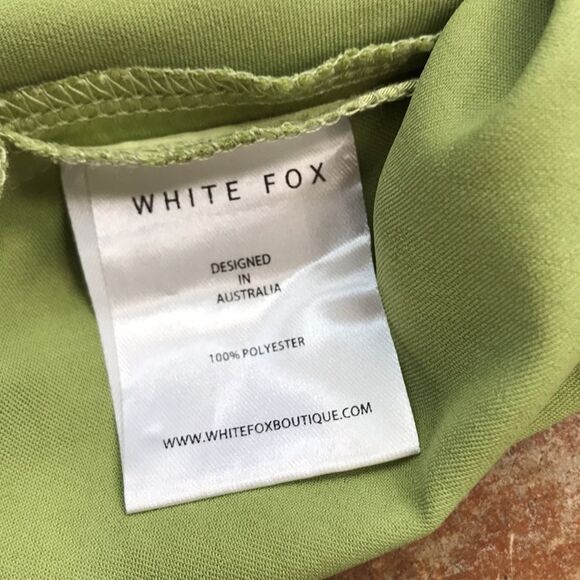 WHITE FOX
DESIGNED
IN
AUSTRALIA
100% POLYESTER
WWW.WHITEFOXBOUTIQUE.COM